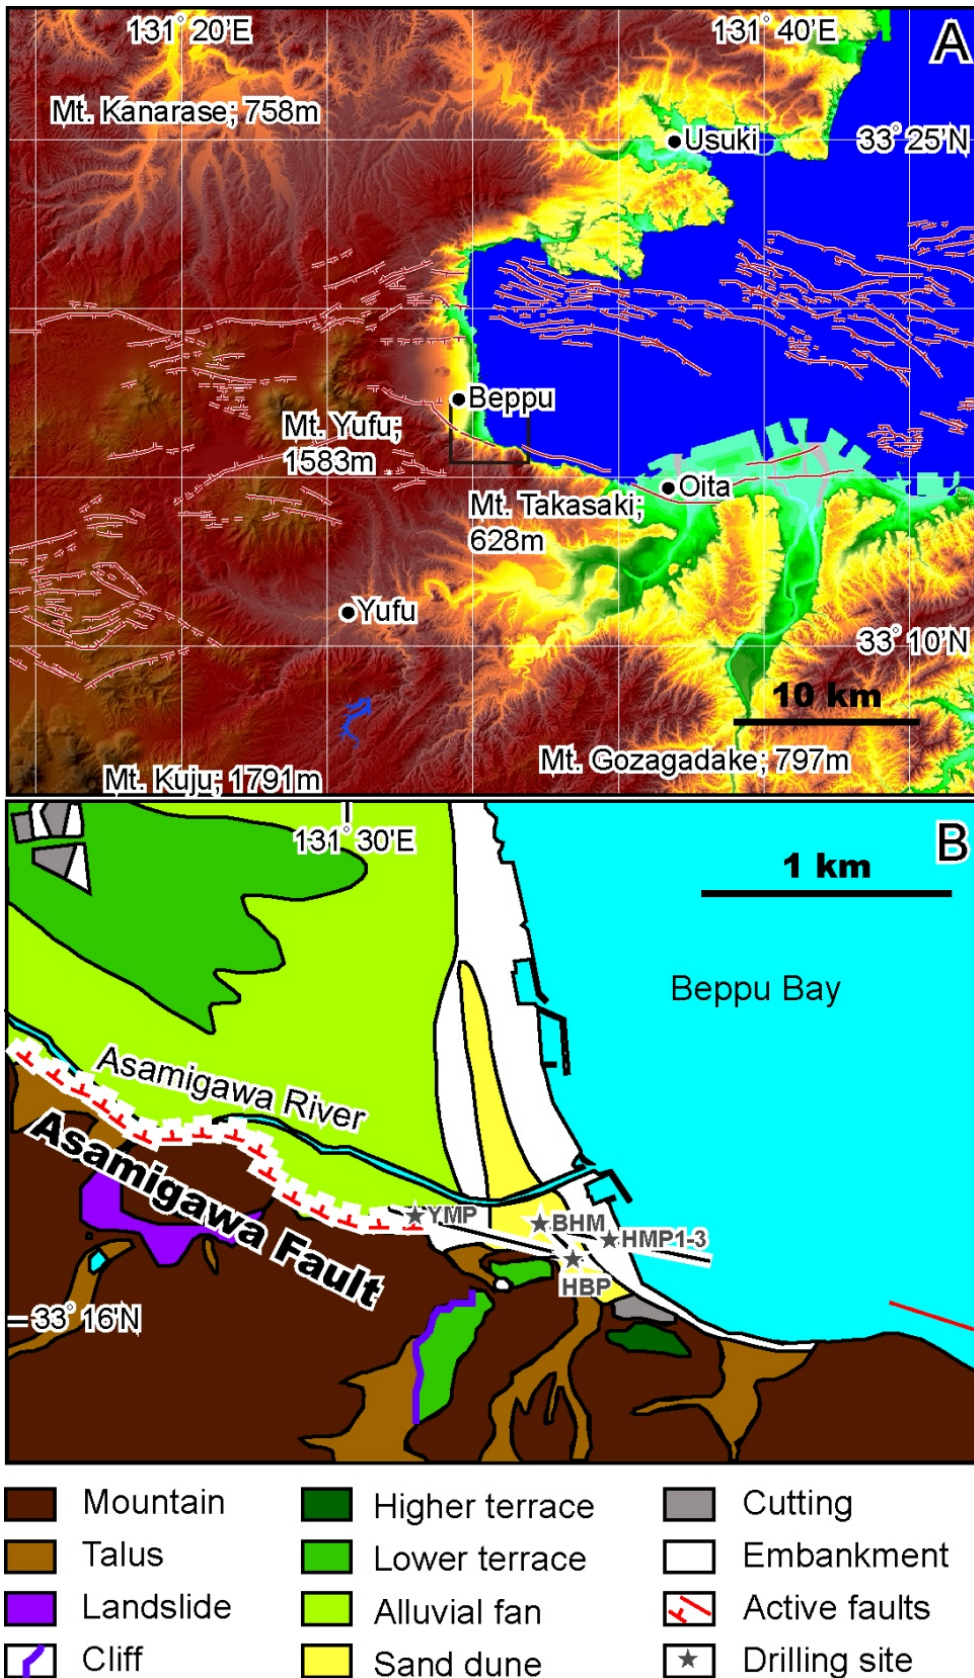 131° 20'E
131° 40'E
A
Mt. Kanarase; 758m
Usuki
33° 25'N
Beppu
Mt. Yufu;
1583m
Oita
Mt. Takasaki;
628m
Yufu
33° 10'N
10 km
Mt. Gozagadake; 797m
Mt. Kuju; 1791m
131° 30'E
B
1 km
Beppu Bay
Asamigawa River
Asamigawa Fault
YMP
BHM
HMP1-3
HBP
33° 16'N
Mountain
Higher terrace
Cutting
Talus
Lower terrace
Embankment
Landslide
Alluvial fan
Active faults
Cliff
Sand dune
Drilling site